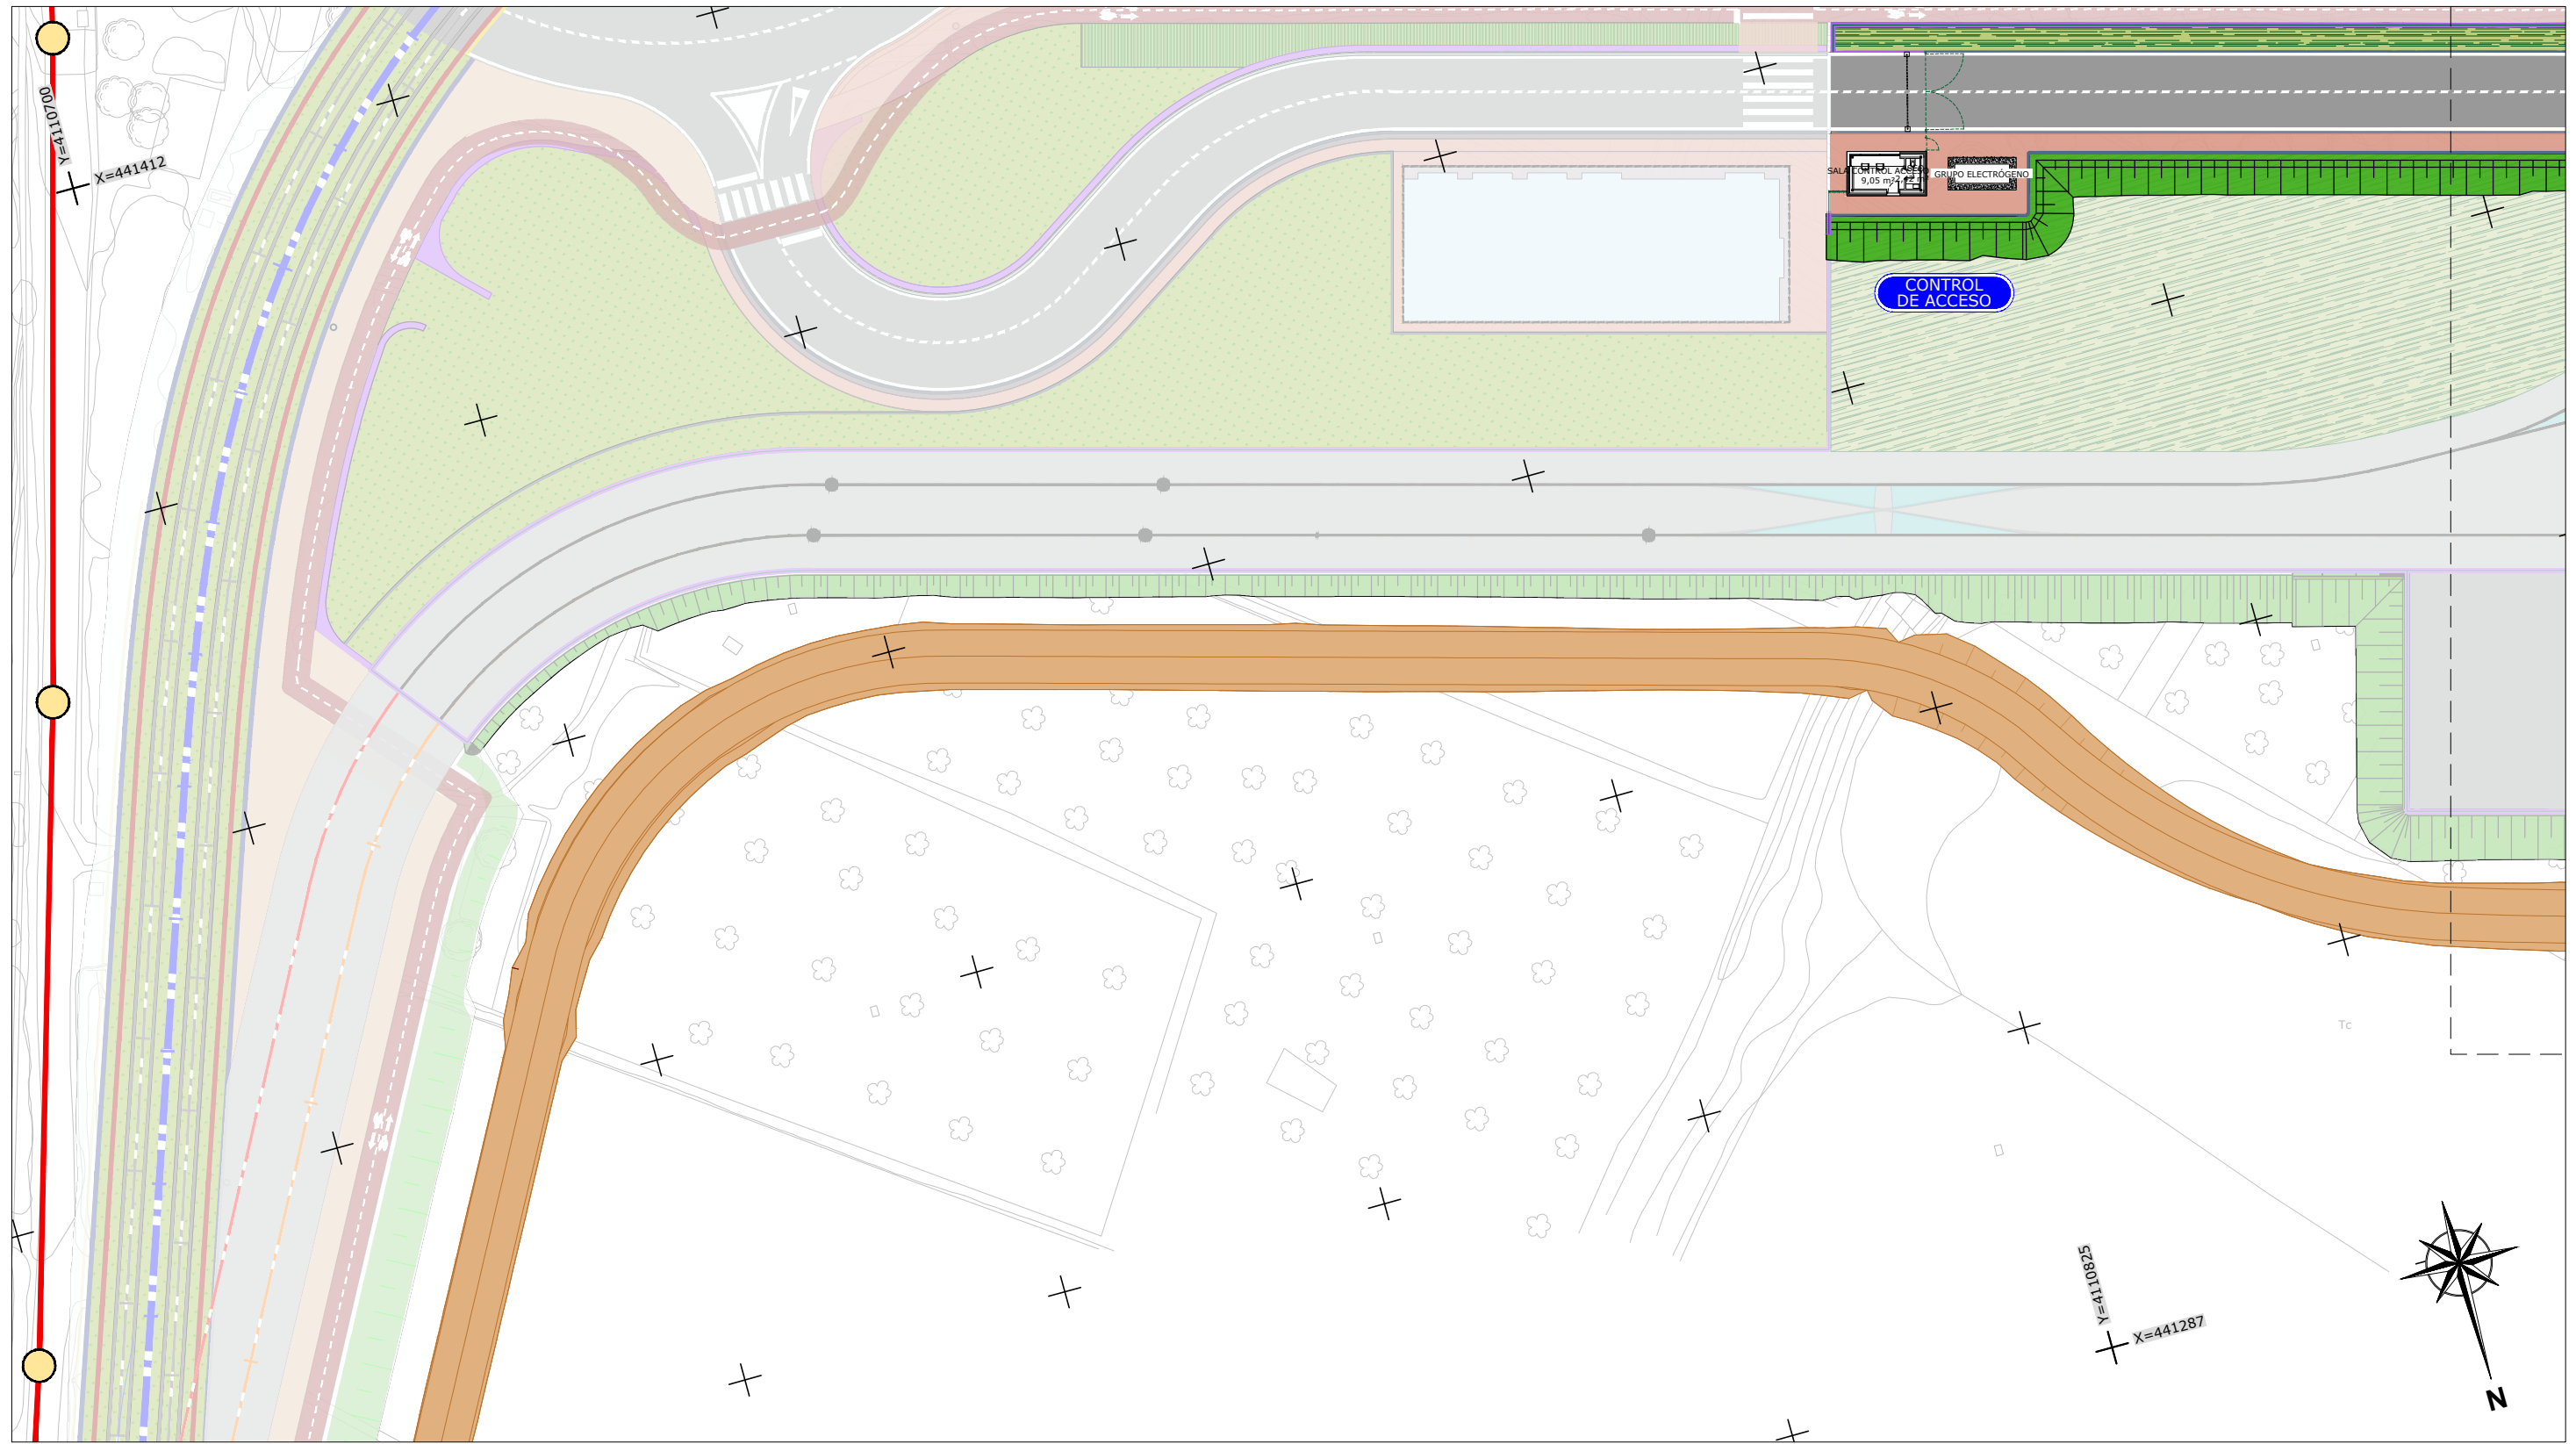 Y=4110700
X=441412
SALA CONTROL ACCESO
9,05 m²
GRUPO ELECTRÓGENO
CONTROL
DE ACCESO
Tc
Y=4110825
X=441287
N